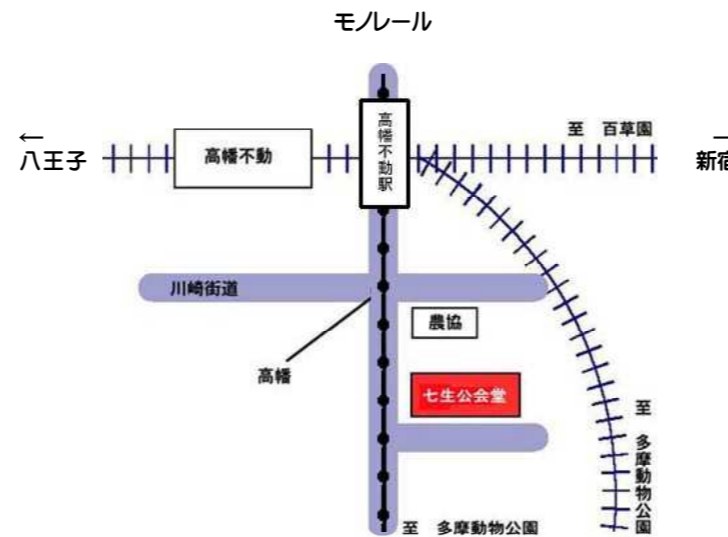 モノレール
至 百草園
←
八王子
高幡不動
高幡不動駅
→
新宿
川崎街道
農協
高幡
七生公会堂
至 多摩動物公園
至 多摩動物公園